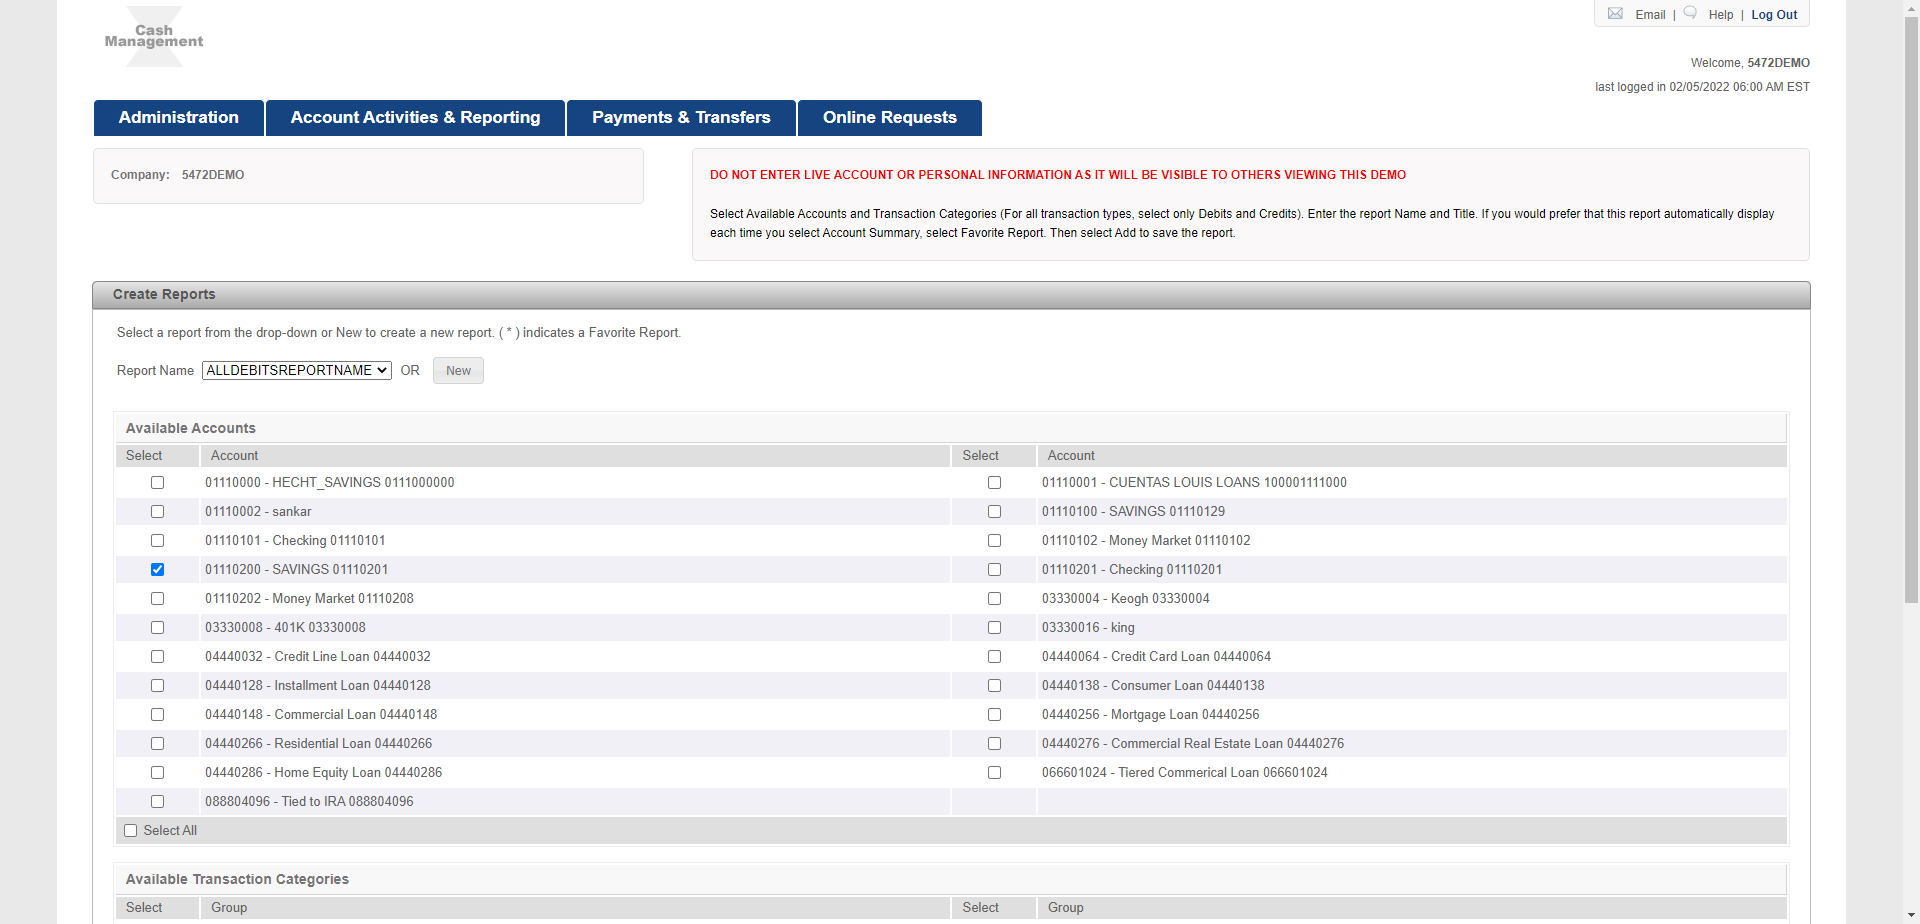 Cash
Management
Email | Help | Log Out
Welcome, 5472DEMO
last logged in 02/05/2022 06:00 AM EST
Administration
Account Activities & Reporting
Payments & Transfers
Online Requests
Company: 5472DEMO
DO NOT ENTER LIVE ACCOUNT OR PERSONAL INFORMATION AS IT WILL BE VISIBLE TO OTHERS VIEWING THIS DEMO
Select Available Accounts and Transaction Categories (For all transaction types, select only Debits and Credits). Enter the report Name and Title. If you would prefer that this report automatically display
each time you select Account Summary, select Favorite Report. Then select Add to save the report.
Create Reports
Select a report from the drop-down or New to create a new report. ( * ) indicates a Favorite Report.
Report Name ALLDEBITSREPORTNAME OR New
Available Accounts
Select Account Select Account
01110000 - HECHT_SAVINGS 0111000000 01110001 - CUENTAS LOUIS LOANS 100001111000
01110002 - sankar 01110100 - SAVINGS 01110129
01110101 - Checking 01110101 01110102 - Money Market 01110102
01110200 - SAVINGS 01110201 01110201 - Checking 01110201
01110202 - Money Market 01110208 03330004 - Keogh 03330004
03330008 - 401K 03330008 03330016 - king
04440032 - Credit Line Loan 04440032 04440064 - Credit Card Loan 04440064
04440128 - Installment Loan 04440128 04440138 - Consumer Loan 04440138
04440148 - Commercial Loan 04440148 04440256 - Mortgage Loan 04440256
04440266 - Residential Loan 04440266 04440276 - Commercial Real Estate Loan 04440276
04440286 - Home Equity Loan 04440286 066601024 - Tiered Commerical Loan 066601024
088804096 - Tied to IRA 088804096
Select All
Available Transaction Categories
Select Group Select Group